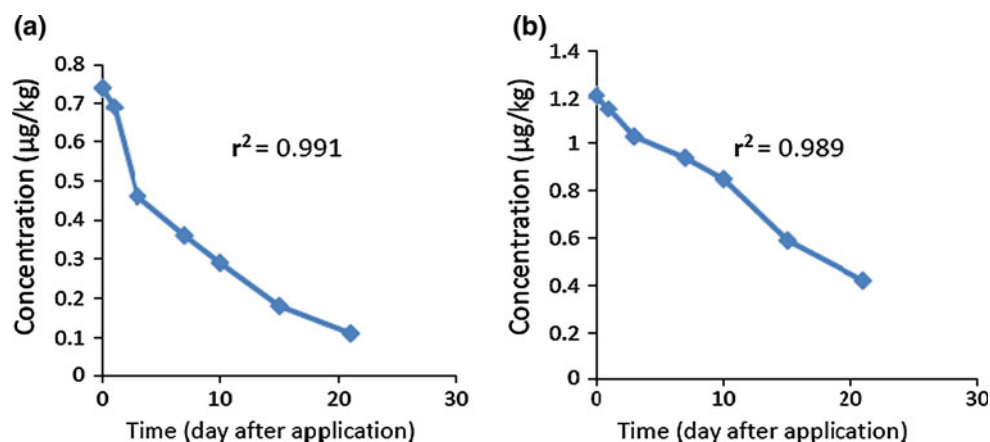 (a)
Concentration (µg/kg)
0.8
0.7
0.6
0.5
0.4
0.3
0.2
0.1
0
r² = 0.991
0 10 20 30
Time (day after application)
(b)
Concentration (µg/kg)
1.4
1.2
1
0.8
0.6
0.4
0.2
0
r² = 0.989
0 10 20 30
Time (day after application)